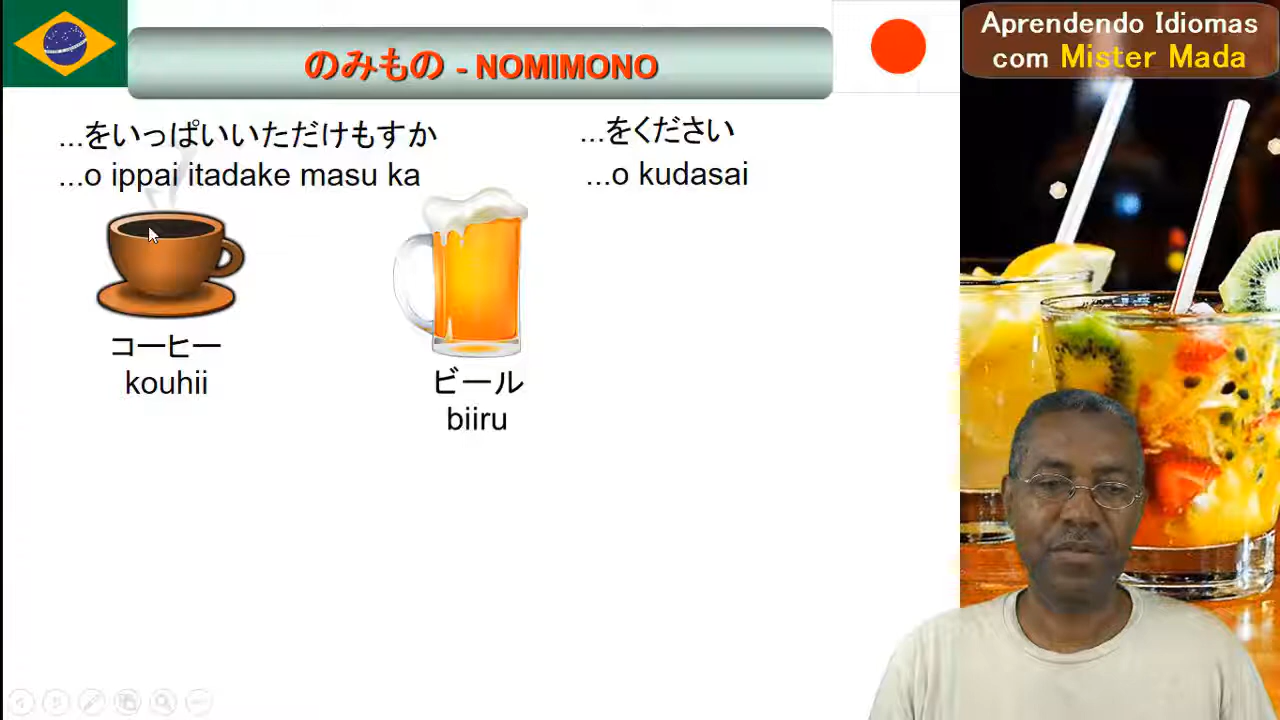 のみもの - NOMIMONO
Aprendendo Idiomas
com Mister Mada
...をいっぱいいただけもすか
...o ippai itadake masu ka
...をください
...o kudasai
コーヒー
kouhii
ビール
biiru